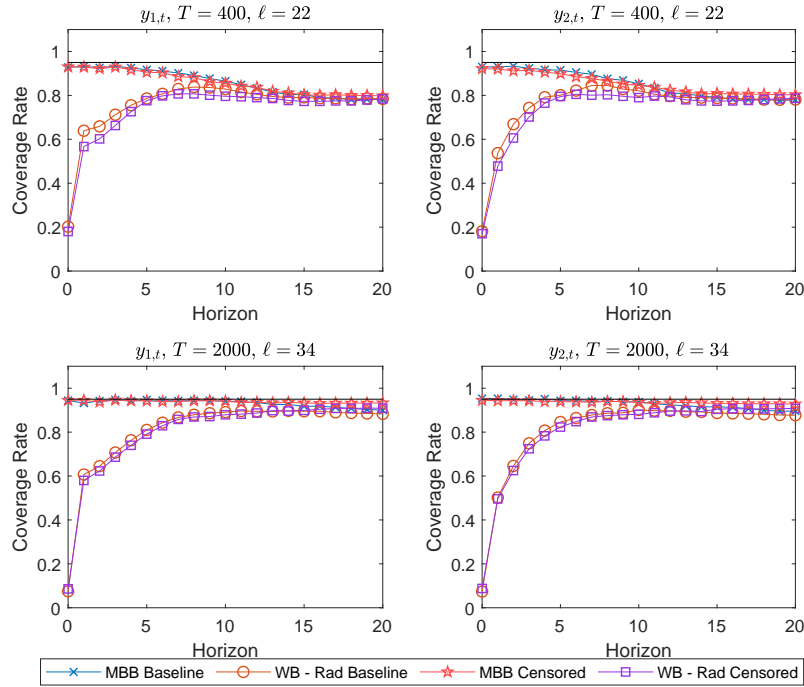 y1,t, T = 400, ℓ = 22
1
0.8
0.6
0.4
0.2
0
Coverage Rate
0 5 10 15 20
Horizon
y2,t, T = 400, ℓ = 22
1
0.8
0.6
0.4
0.2
0
Coverage Rate
0 5 10 15 20
Horizon
y1,t, T = 2000, ℓ = 34
1
0.8
0.6
0.4
0.2
0
Coverage Rate
0 5 10 15 20
Horizon
y2,t, T = 2000, ℓ = 34
1
0.8
0.6
0.4
0.2
0
Coverage Rate
0 5 10 15 20
Horizon
MBB Baseline WB - Rad Baseline MBB Censored WB - Rad Censored